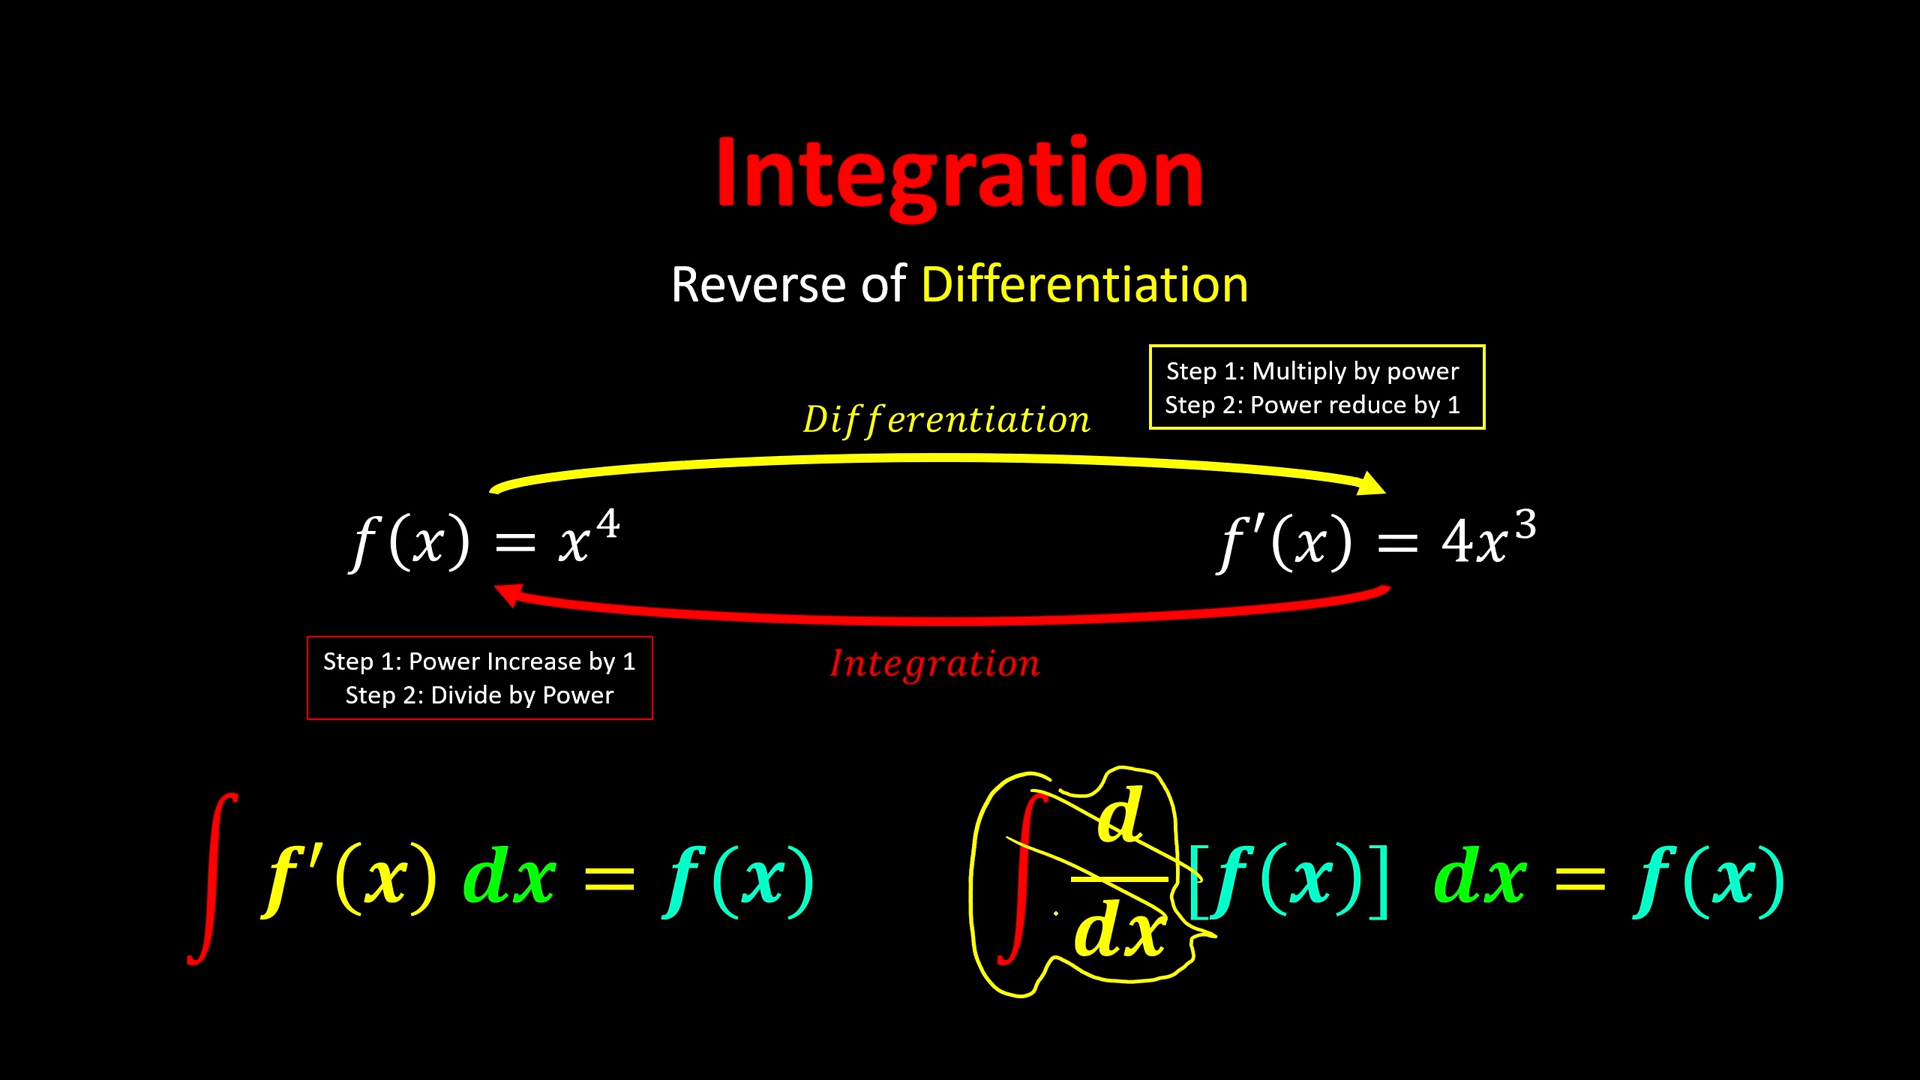 Integration
Reverse of Differentiation
Step 1: Multiply by power
Step 2: Power reduce by 1
Differentiation
f(x) = x⁴
f′(x) = 4x³
Integration
Step 1: Power Increase by 1
Step 2: Divide by Power
∫ f′(x) dx = f(x)
∫ d/dx [f(x)] dx = f(x)